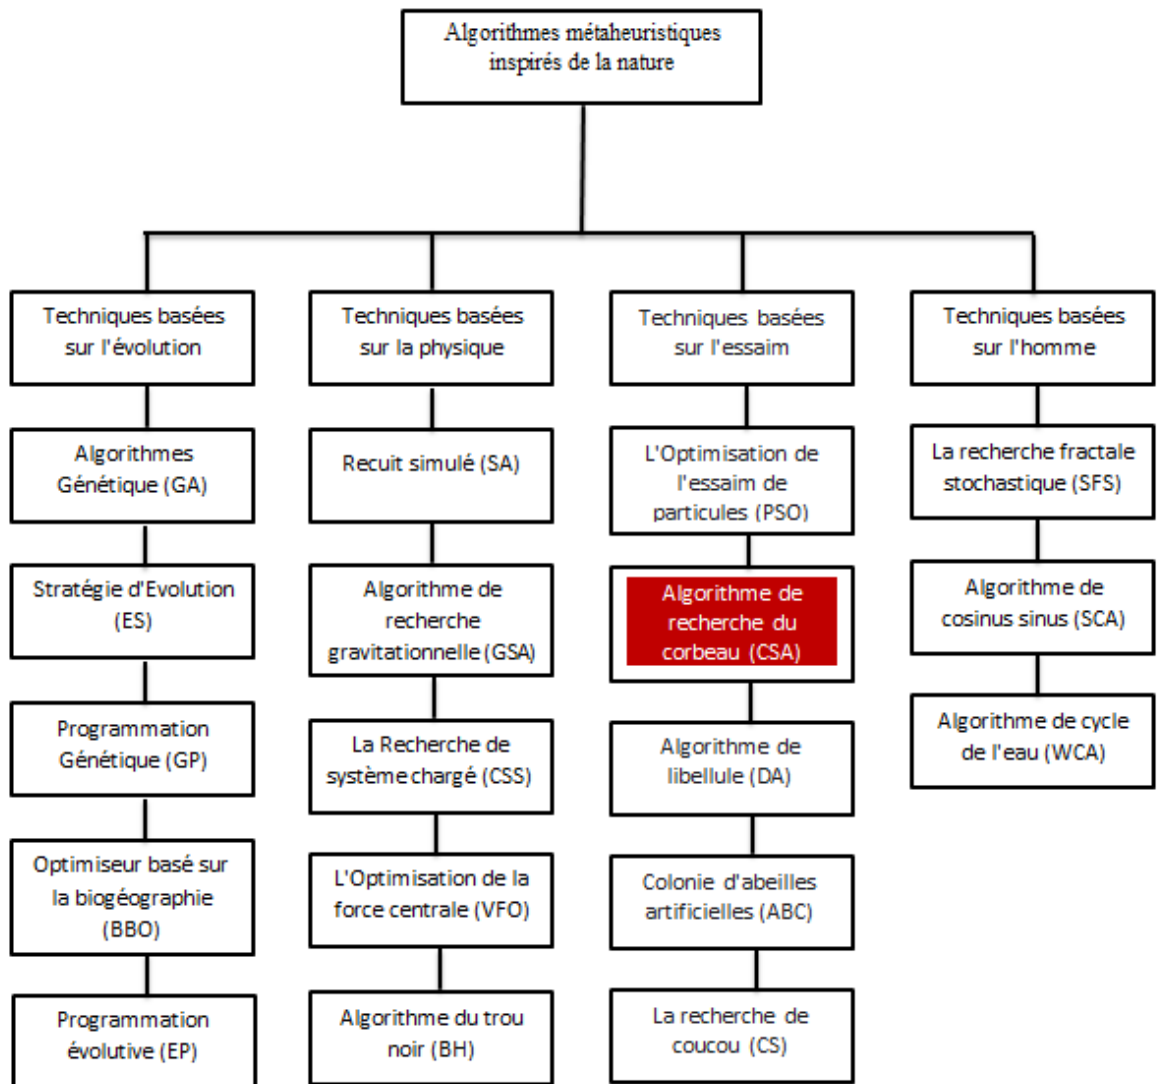 Algorithmes métaheuristiques
inspirés de la nature
Techniques basées
sur l'évolution
Algorithmes
Génétique (GA)
Stratégie d'Evolution
(ES)
Programmation
Génétique (GP)
Optimiseur basé sur
la biogéographie
(BBO)
Programmation
évolutive (EP)
Techniques basées
sur la physique
Recuit simulé (SA)
Algorithme de
recherche
gravitationnelle (GSA)
La Recherche de
système chargé (CSS)
L'Optimisation de la
force centrale (VFO)
Algorithme du trou
noir (BH)
Techniques basées
sur l'essaim
L'Optimisation de
l'essaim de
particules (PSO)
Algorithme de
recherche du
corbeau (CSA)
Algorithme de
libellule (DA)
Colonie d'abeilles
artificielles (ABC)
La recherche de
coucou (CS)
Techniques basées
sur l'homme
La recherche fractale
stochastique (SFS)
Algorithme de
cosinus sinus (SCA)
Algorithme de cycle
de l'eau (WCA)